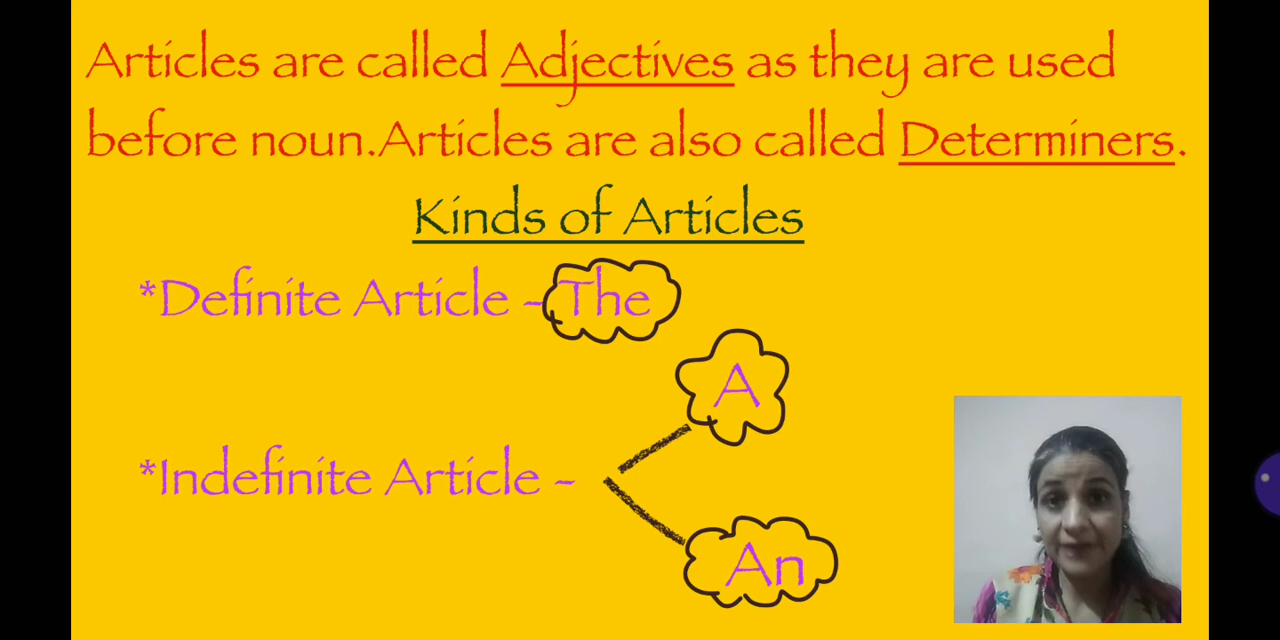 Articles are called Adjectives as they are used
before noun.Articles are also called Determiners.
Kinds of Articles
*Definite Article - The
A
*Indefinite Article -
An